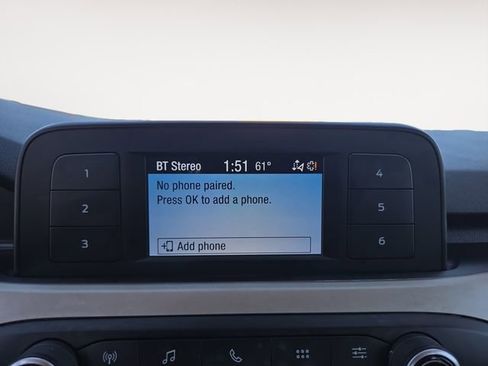 BT Stereo 1:51 61°
No phone paired.
Press OK to add a phone.
Add phone
1
2
3
4
5
6